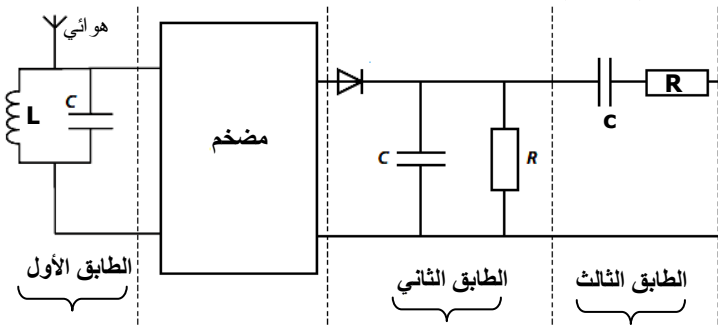 هوائي
L
C
مضخم
C
R
C
R
الطابق الأول
الطابق الثاني
الطابق الثالث